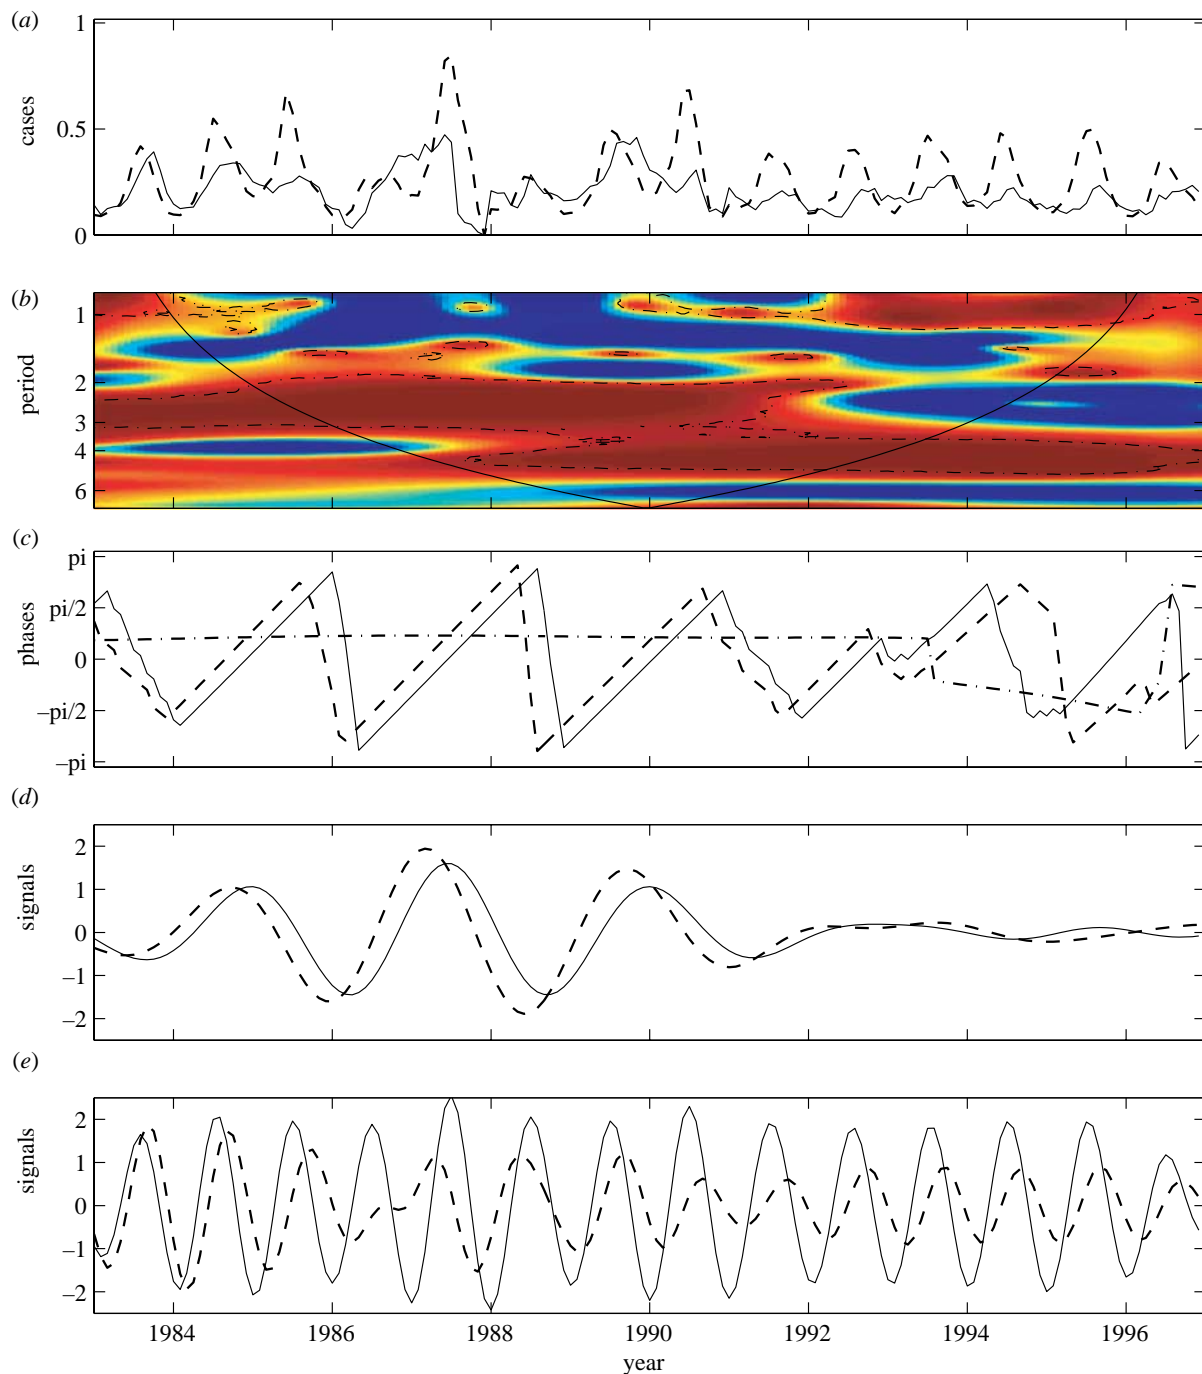 (a)
1
0.5
0
cases
(b)
1
2
3
4
6
period
(c)
pi
pi/2
0
−pi/2
−pi
phases
(d)
2
1
0
−1
−2
signals
(e)
2
1
0
−1
−2
signals
1984 1986 1988 1990 1992 1994 1996
year